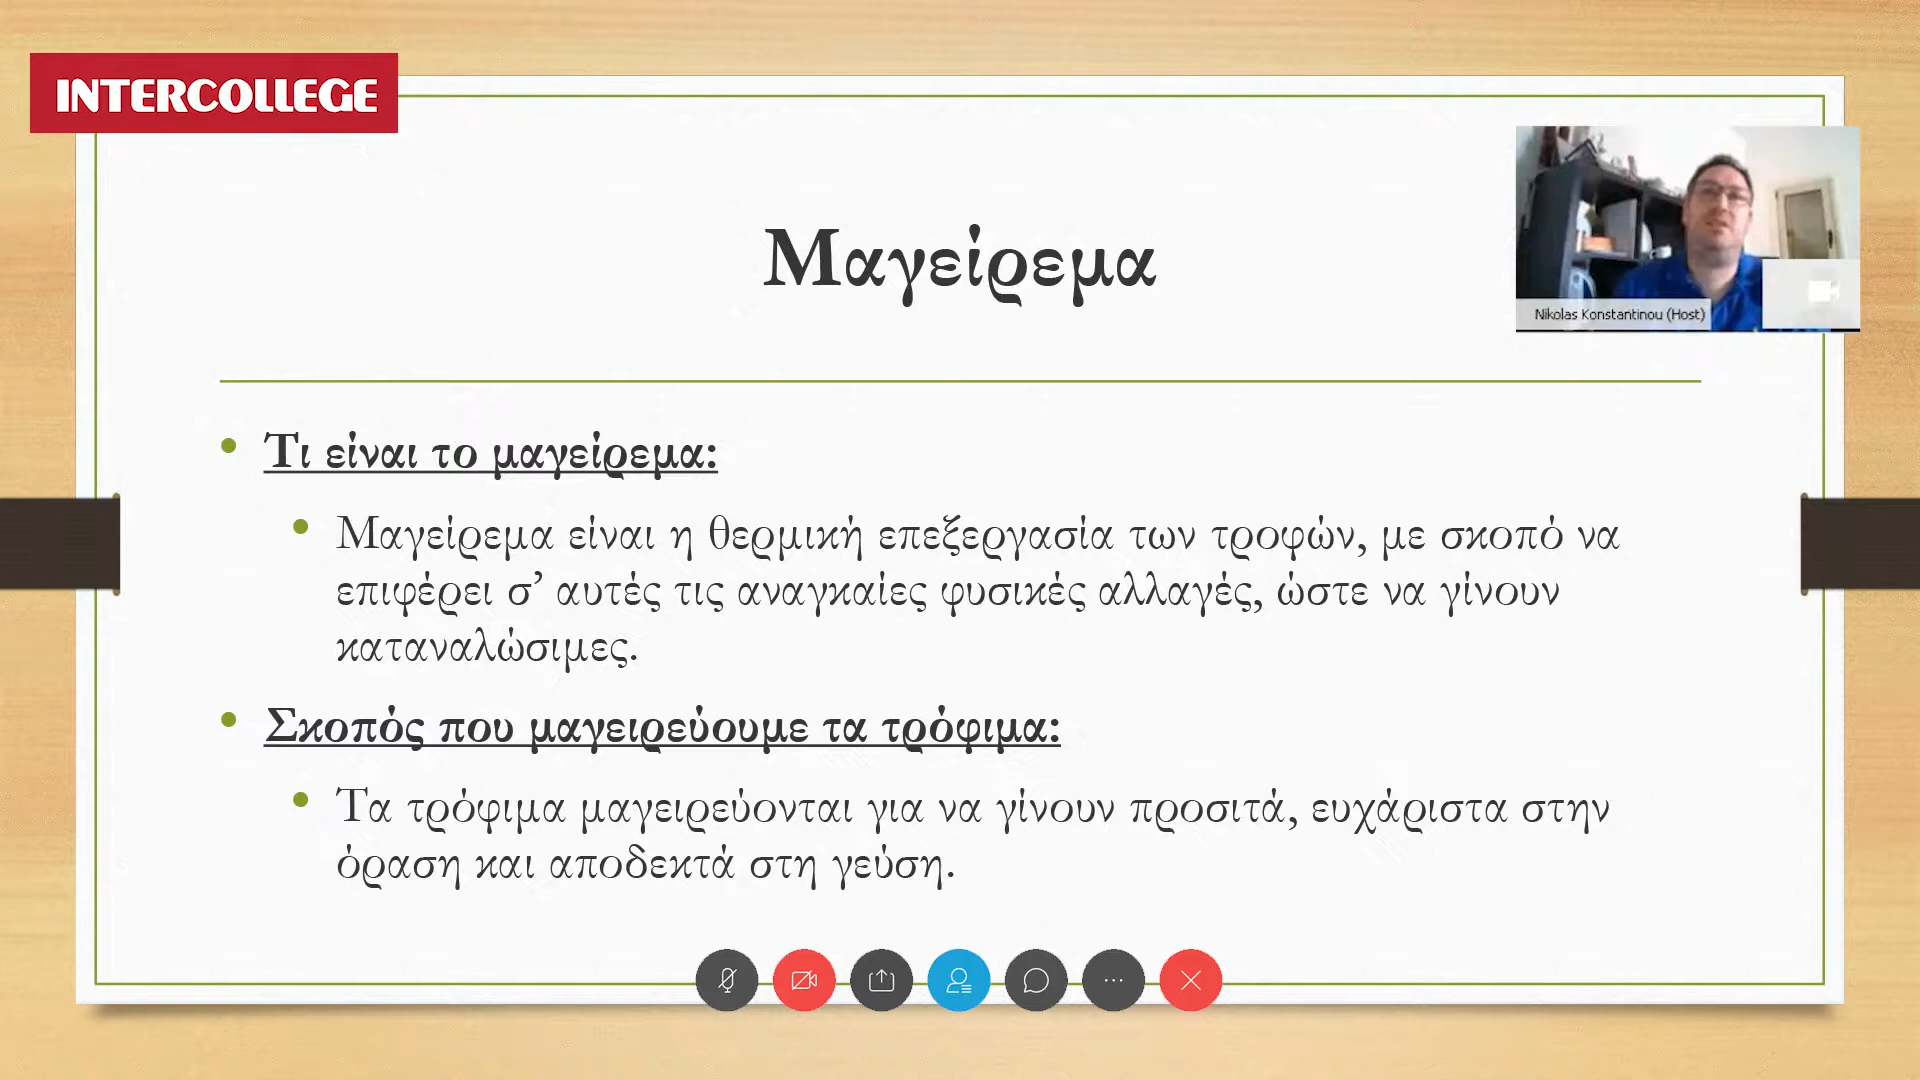 INTERCOLLEGE
Nikolas Konstantinou (Host)
Μαγείρεμα
Τι είναι το μαγείρεμα:
Μαγείρεμα είναι η θερμική επεξεργασία των τροφών, με σκοπό να
επιφέρει σ’ αυτές τις αναγκαίες φυσικές αλλαγές, ώστε να γίνουν
καταναλώσιμες.
Σκοπός που μαγειρεύουμε τα τρόφιμα:
Τα τρόφιμα μαγειρεύονται για να γίνουν προσιτά, ευχάριστα στην
όραση και αποδεκτά στη γεύση.